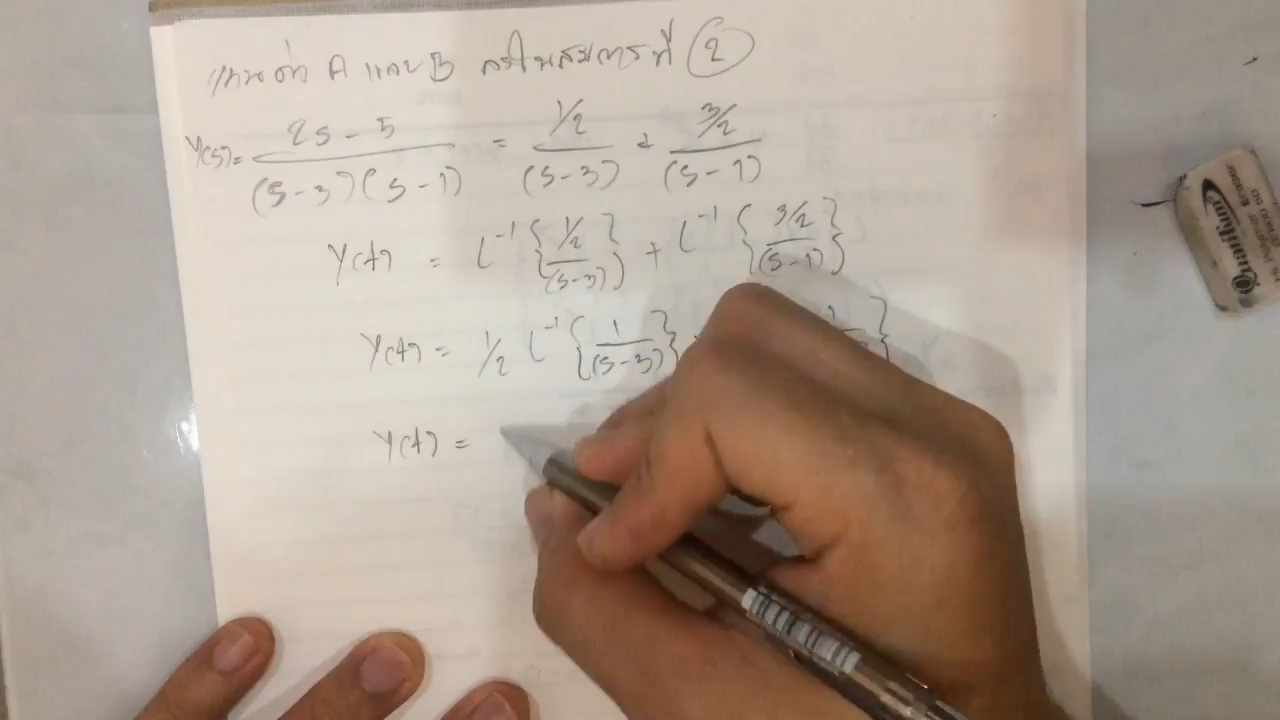 แทนค่า A และ B ลงในสมการที่ ②
Y(s) = 2s - 5 / (s-3)(s-1) = 1/2 / (s-3) + 3/2 / (s-1)
y(t) = L⁻¹ { 1/2 / (s-3) } + L⁻¹ { 3/2 / (s-1) }
y(t) = 1/2 L⁻¹ { 1 / (s-3) }
y(t) =
Quantum
Eraser